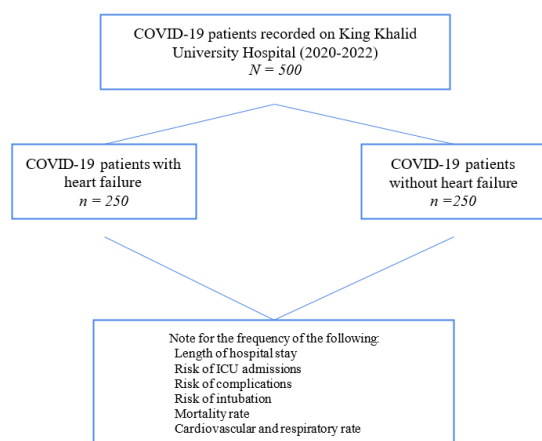 COVID-19 patients recorded on King Khalid
University Hospital (2020-2022)
N = 500
COVID-19 patients with
heart failure
n = 250
COVID-19 patients
without heart failure
n =250
Note for the frequency of the following:
Length of hospital stay
Risk of ICU admissions
Risk of complications
Risk of intubation
Mortality rate
Cardiovascular and respiratory rate